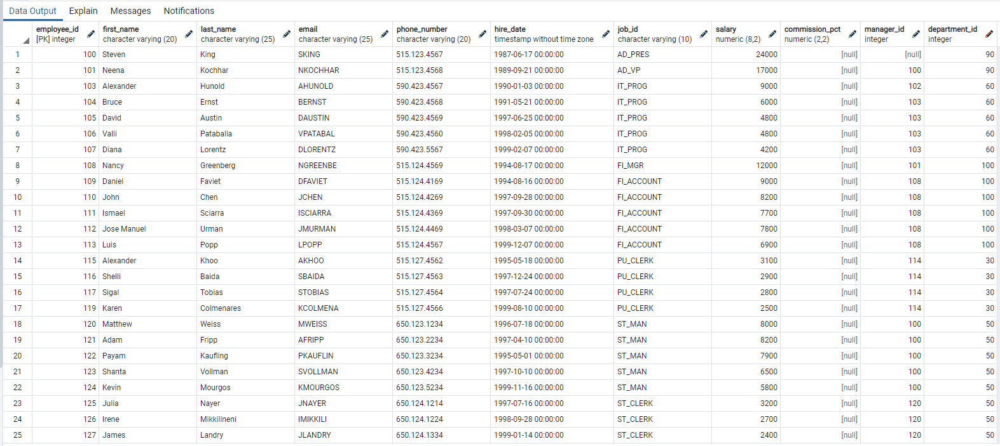 Data Output Explain Messages Notifications
employee_id first_name last_name email phone_number hire_date job_id salary commission_pct manager_id department_id
[PK] integer character varying (20) character varying (25) character varying (25) character varying (20) timestamp without time zone character varying (10) numeric (8,2) numeric (2,2) integer integer
1 100 Steven King SKING 515.123.4567 1987-06-17 00:00:00 AD_PRES 24000 [null] [null] 90
2 101 Neena Kochhar NKOCHHAR 515.123.4568 1989-09-21 00:00:00 AD_VP 17000 [null] 100 90
3 103 Alexander Hunold AHUNOLD 590.423.4567 1990-01-03 00:00:00 IT_PROG 9000 [null] 102 60
4 104 Bruce Ernst BERNST 590.423.4568 1991-05-21 00:00:00 IT_PROG 6000 [null] 103 60
5 105 David Austin DAUSTIN 590.423.4569 1997-06-25 00:00:00 IT_PROG 4800 [null] 103 60
6 106 Valli Pataballa VPATABAL 590.423.4560 1998-02-05 00:00:00 IT_PROG 4800 [null] 103 60
7 107 Diana Lorentz DLORENTZ 590.423.5567 1999-02-07 00:00:00 IT_PROG 4200 [null] 103 60
8 108 Nancy Greenberg NGREENBE 515.124.4569 1994-08-17 00:00:00 FI_MGR 12000 [null] 101 100
9 109 Daniel Faviet DFAVIET 515.124.4169 1994-08-16 00:00:00 FI_ACCOUNT 9000 [null] 108 100
10 110 John Chen JCHEN 515.124.4269 1997-09-28 00:00:00 FI_ACCOUNT 8200 [null] 108 100
11 111 Ismael Sciarra ISCIARRA 515.124.4369 1997-09-30 00:00:00 FI_ACCOUNT 7700 [null] 108 100
12 112 Jose Manuel Urman JMURMAN 515.124.4469 1998-03-07 00:00:00 FI_ACCOUNT 7800 [null] 108 100
13 113 Luis Popp LPOPP 515.124.4567 1999-12-07 00:00:00 FI_ACCOUNT 6900 [null] 108 100
14 115 Alexander Khoo AKHOO 515.127.4562 1995-05-18 00:00:00 PU_CLERK 3100 [null] 114 30
15 116 Shelli Baida SBAIDA 515.127.4563 1997-12-24 00:00:00 PU_CLERK 2900 [null] 114 30
16 117 Sigal Tobias STOBIAS 515.127.4564 1997-07-24 00:00:00 PU_CLERK 2800 [null] 114 30
17 119 Karen Colmenares KCOLMENA 515.127.4566 1999-08-10 00:00:00 PU_CLERK 2500 [null] 114 30
18 120 Matthew Weiss MWEISS 650.123.1234 1996-07-18 00:00:00 ST_MAN 8000 [null] 100 50
19 121 Adam Fripp AFRIPP 650.123.2234 1997-04-10 00:00:00 ST_MAN 8200 [null] 100 50
20 122 Payam Kaufling PKAUFLIN 650.123.3234 1995-05-01 00:00:00 ST_MAN 7900 [null] 100 50
21 123 Shanta Vollman SVOLLMAN 650.123.4234 1997-10-10 00:00:00 ST_MAN 6500 [null] 100 50
22 124 Kevin Mourgos KMOURGOS 650.123.5234 1999-11-16 00:00:00 ST_MAN 5800 [null] 100 50
23 125 Julia Nayer JNAYER 650.124.1214 1997-07-16 00:00:00 ST_CLERK 3200 [null] 120 50
24 126 Irene Mikkilineni IMIKKILI 650.124.1224 1998-09-28 00:00:00 ST_CLERK 2700 [null] 120 50
25 127 James Landry JLANDRY 650.124.1334 1999-01-14 00:00:00 ST_CLERK 2400 [null] 120 50